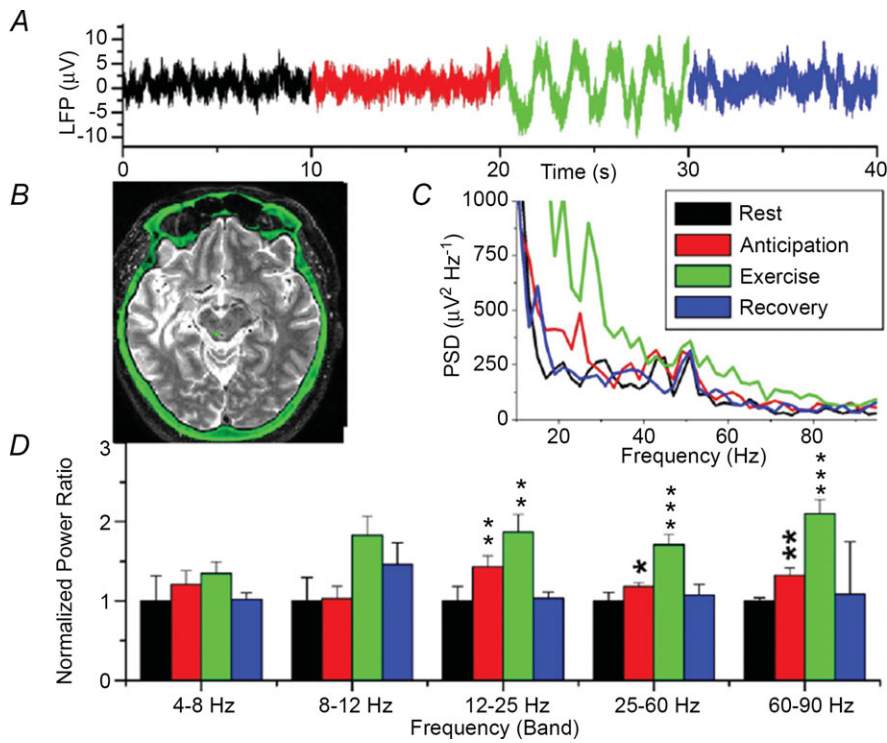 A
LFP (μV)
10
5
0
-5
-10
0
10
20
30
40
Time (s)
B
C
PSD (μV² Hz⁻¹)
1000
750
500
250
0
20
40
60
80
Frequency (Hz)
Rest
Anticipation
Exercise
Recovery
D
Normalized Power Ratio
3
2
1
0
**
**
*
***
**
***
4-8 Hz
8-12 Hz
12-25 Hz
25-60 Hz
60-90 Hz
Frequency (Band)